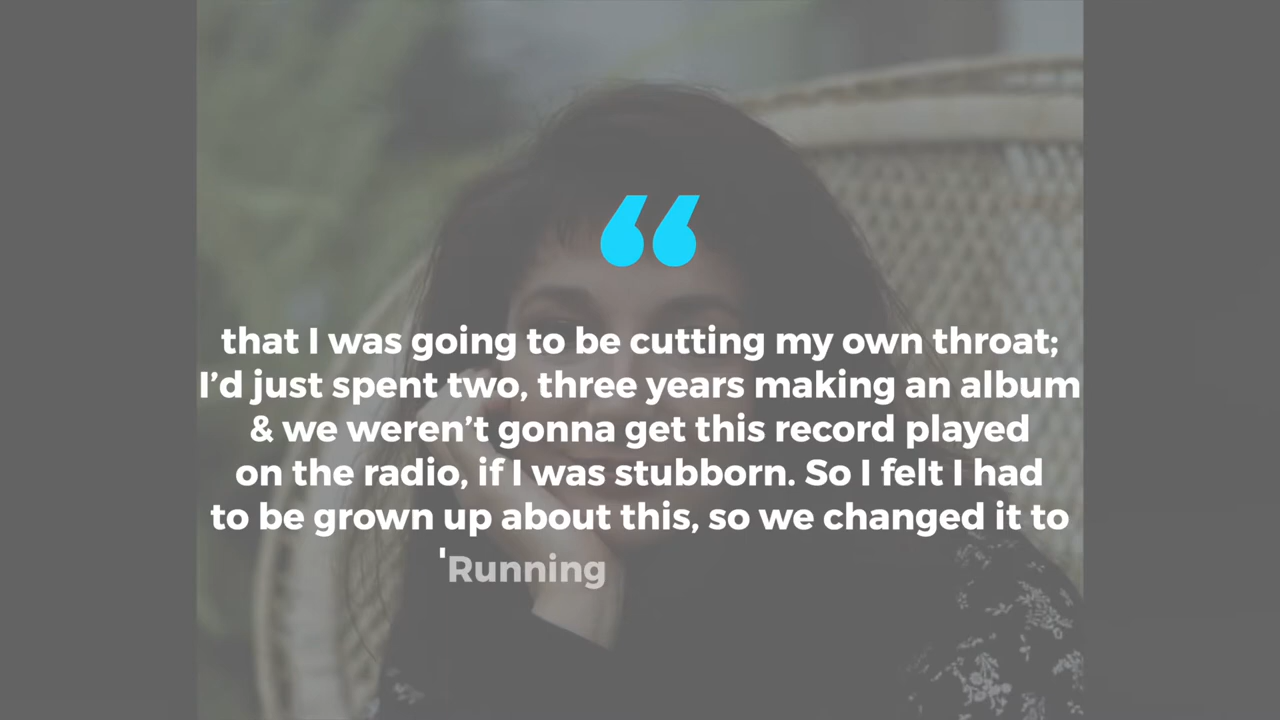 “
that I was going to be cutting my own throat;
I’d just spent two, three years making an album
& we weren’t gonna get this record played
on the radio, if I was stubborn. So I felt I had
to be grown up about this, so we changed it to
'Running